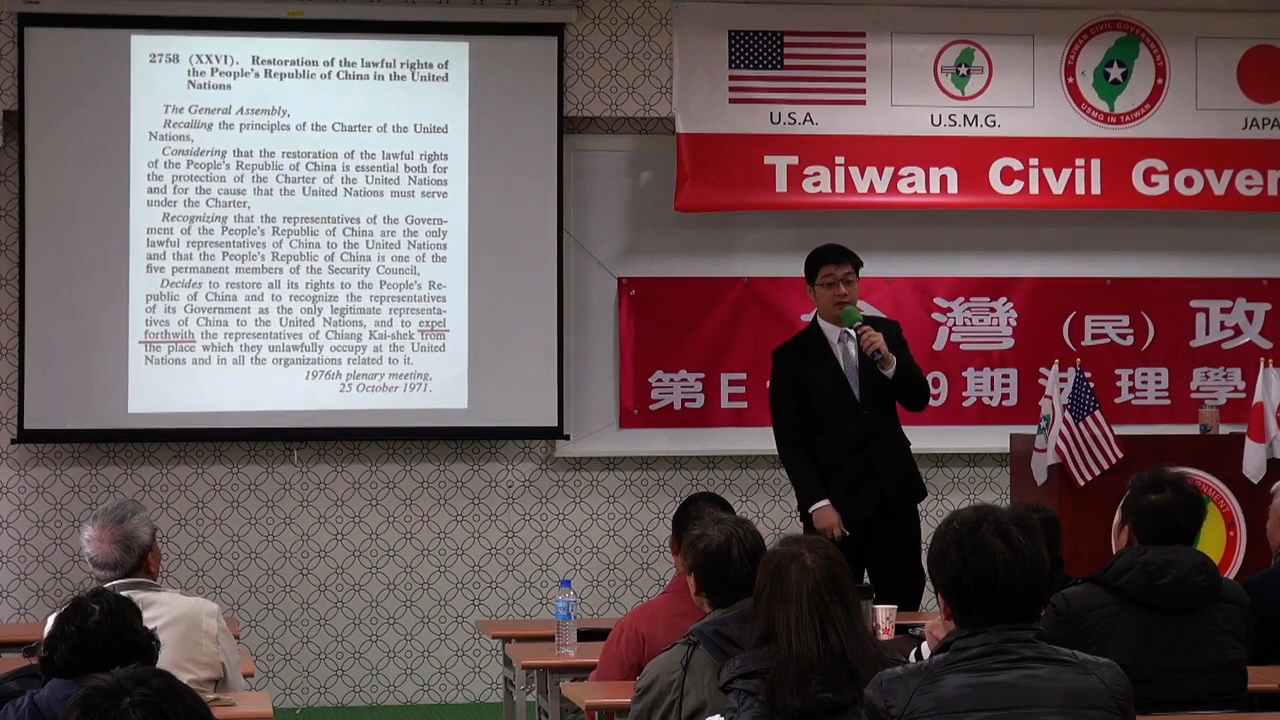 2758 (XXVI). Restoration of the lawful rights of
the People's Republic of China in the United
Nations
The General Assembly,
Recalling the principles of the Charter of the United
Nations,
Considering that the restoration of the lawful rights
of the People's Republic of China is essential both for
the protection of the Charter of the United Nations
and for the cause that the United Nations must serve
under the Charter,
Recognizing that the representatives of the Govern-
ment of the People's Republic of China are the only
lawful representatives of China to the United Nations
and that the People's Republic of China is one of the
five permanent members of the Security Council,
Decides to restore all its rights to the People's Re-
public of China and to recognize the representatives
of its Government as the only legitimate representa-
tives of China to the United Nations, and to expel
forthwith the representatives of Chiang Kai-shek from
the place which they unlawfully occupy at the United
Nations and in all the organizations related to it.
1976th plenary meeting,
25 October 1971.
U.S.A.
U.S.M.G.
TAIWAN CIVIL GOVERNMENT
USMG IN TAIWAN
JAPA
Taiwan Civil Gover
灣 (民) 政
第E 9期 理學